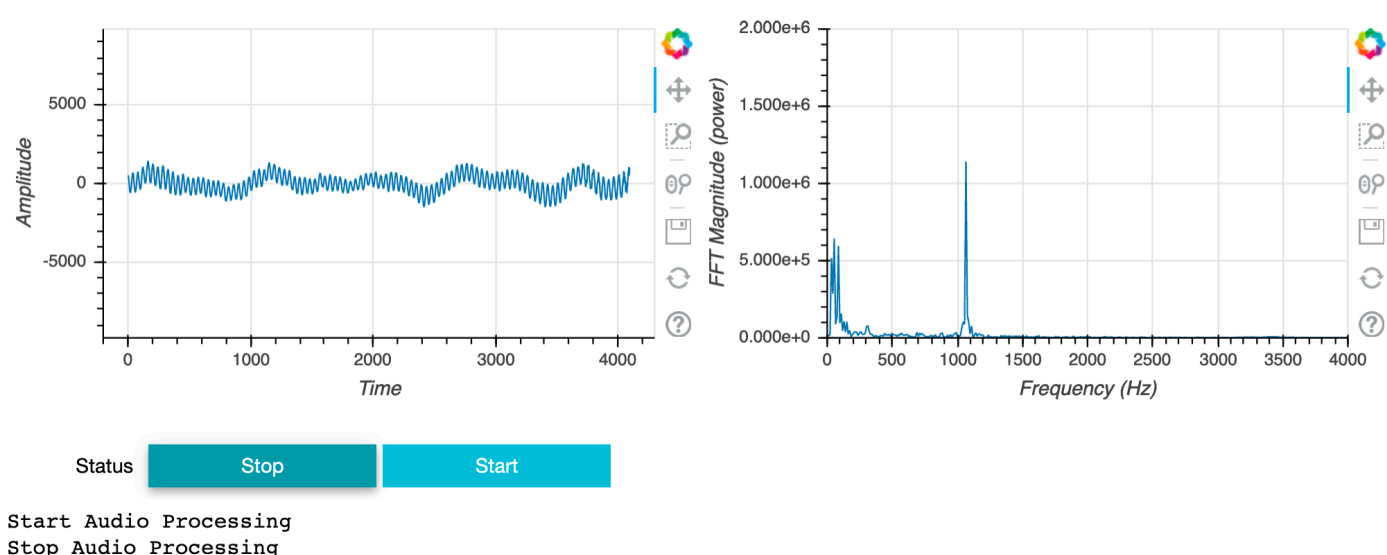 5000
0
-5000
Amplitude
0 1000 2000 3000 4000
Time
2.000e+6
1.500e+6
1.000e+6
5.000e+5
0.000e+0
FFT Magnitude (power)
0 500 1000 1500 2000 2500 3000 3500 4000
Frequency (Hz)
Status Stop Start
Start Audio Processing
Stop Audio Processing